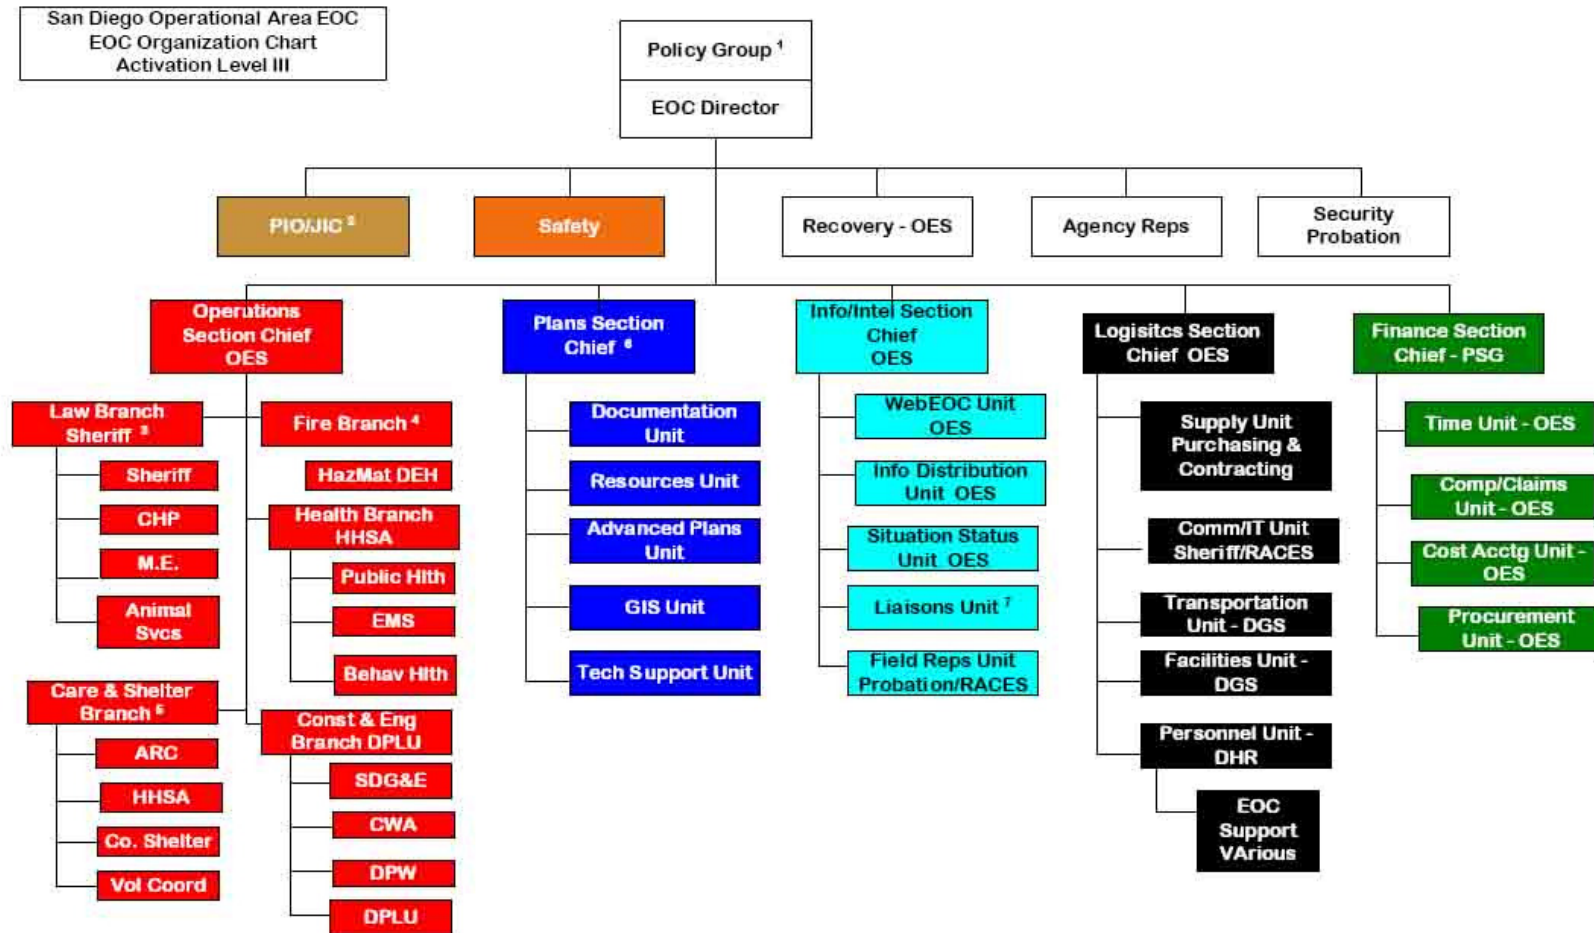 San Diego Operational Area EOC
EOC Organization Chart
Activation Level III
Policy Group 1
EOC Director
PIO/JIC 2
Safety
Recovery - OES
Agency Reps
Security
Probation
Operations
Section Chief
OES
Law Branch
Sheriff 3
Sheriff
CHP
M.E.
Animal
Svcs
Care & Shelter
Branch 5
ARC
HHSA
Co. Shelter
Vol Coord
Fire Branch 4
HazMat DEH
Health Branch
HHSA
Public Hlth
EMS
Behav Hlth
Const & Eng
Branch DPLU
SDG&E
CWA
DPW
DPLU
Plans Section
Chief 6
Documentation
Unit
Resources Unit
Advanced Plans
Unit
GIS Unit
Tech Support Unit
Info/Intel Section
Chief
OES
WebEOC Unit
OES
Info Distribution
Unit OES
Situation Status
Unit OES
Liaisons Unit 7
Field Reps Unit
Probation/RACES
Logisitcs Section
Chief OES
Supply Unit
Purchasing &
Contracting
Comm/IT Unit
Sheriff/RACES
Transportation
Unit - DGS
Facilities Unit -
DGS
Personnel Unit -
DHR
EOC
Support
VArious
Finance Section
Chief - PSG
Time Unit - OES
Comp/Claims
Unit - OES
Cost Acctg Unit -
OES
Procurement
Unit - OES